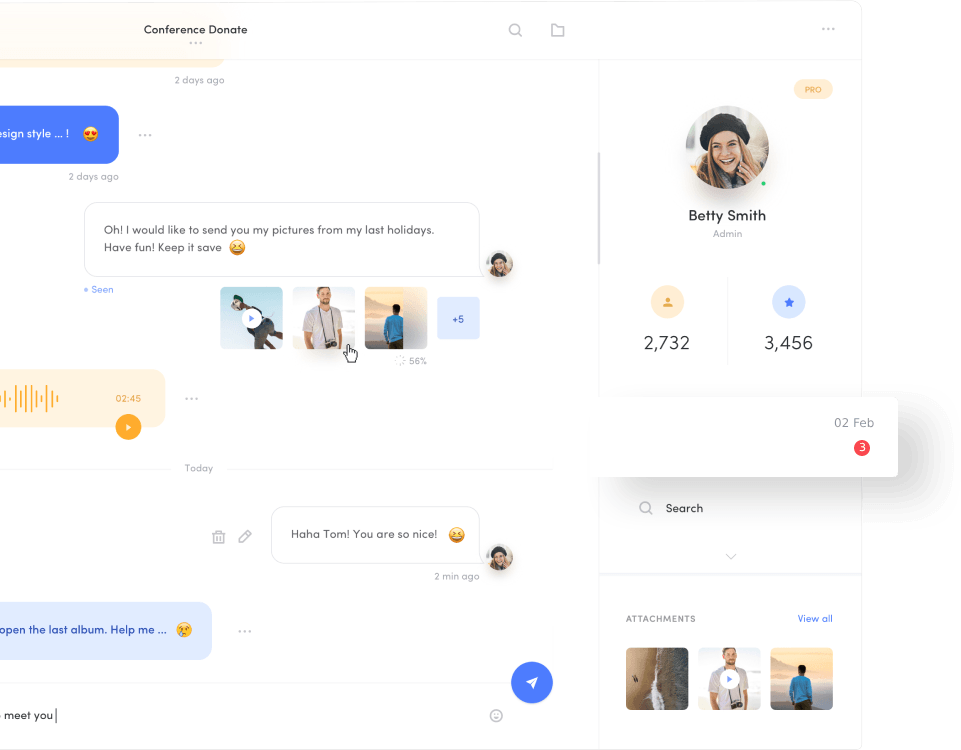 Conference Donate
2 days ago
esign style ... !
2 days ago
Oh! I would like to send you my pictures from my last holidays.
Have fun! Keep it save
Seen
+5
56%
02:45
Today
Haha Tom! You are so nice!
2 min ago
open the last album. Help me ...
meet you
PRO
Betty Smith
Admin
2,732
3,456
02 Feb
3
Search
ATTACHMENTS
View all